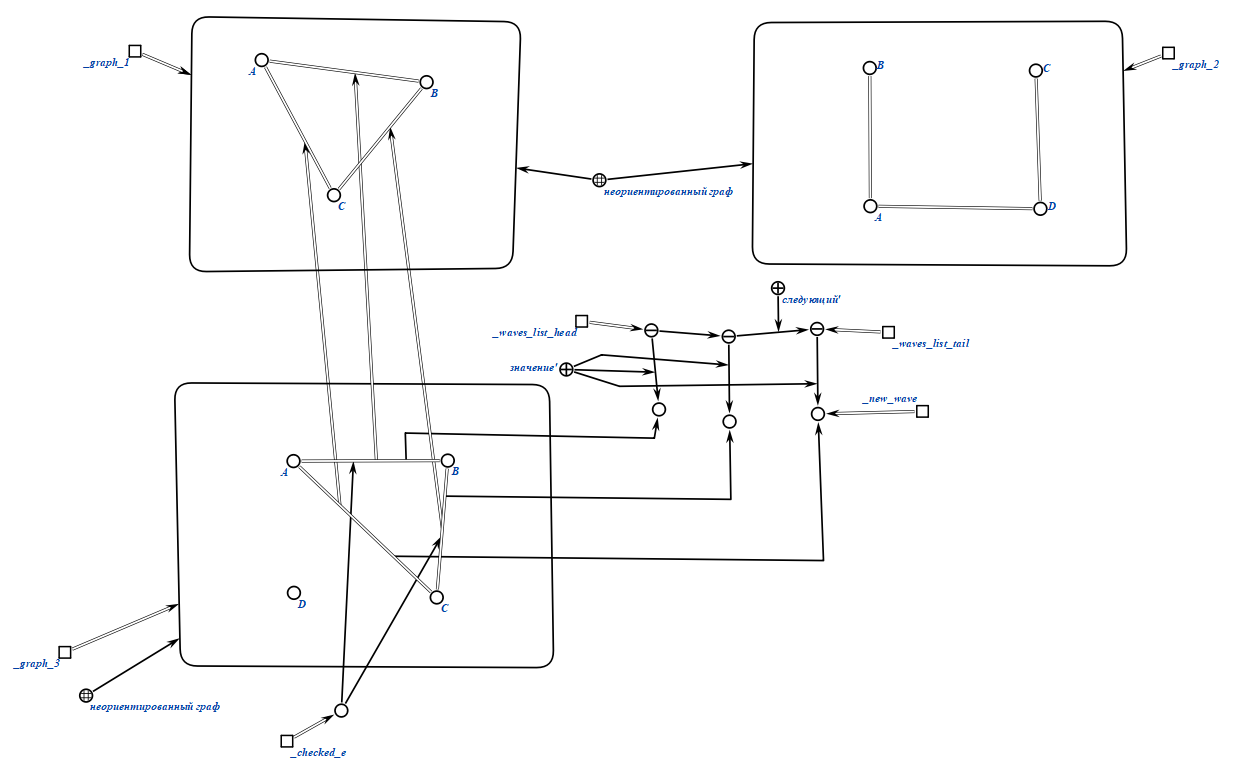 _graph_1
A
B
C
B
C
_graph_2
неориентированный граф
A
D
следующий'
_waves_list_head
_waves_list_tail
значение'
_new_wave
A
B
D
C
_graph_3
неориентированный граф
_checked_e